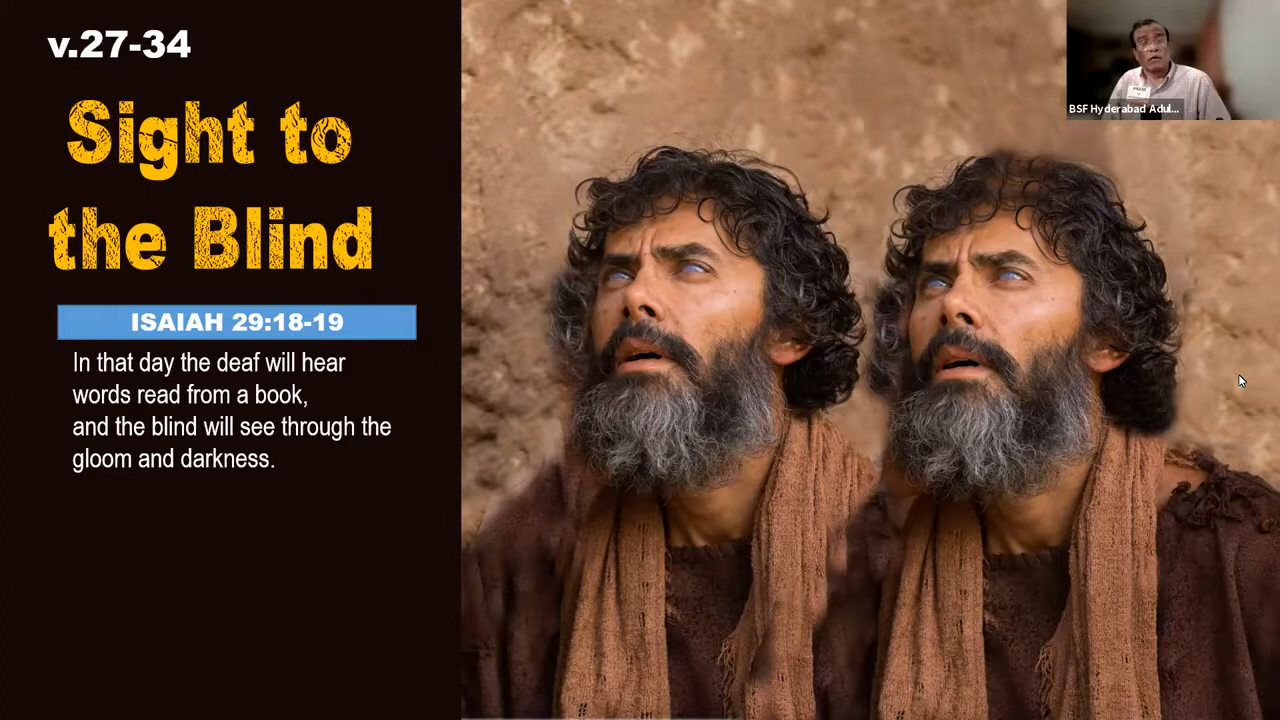 v.27-34
Sight to
the Blind
ISAIAH 29:18-19
In that day the deaf will hear
words read from a book,
and the blind will see through the
gloom and darkness.
BSF Hyderabad Adul...